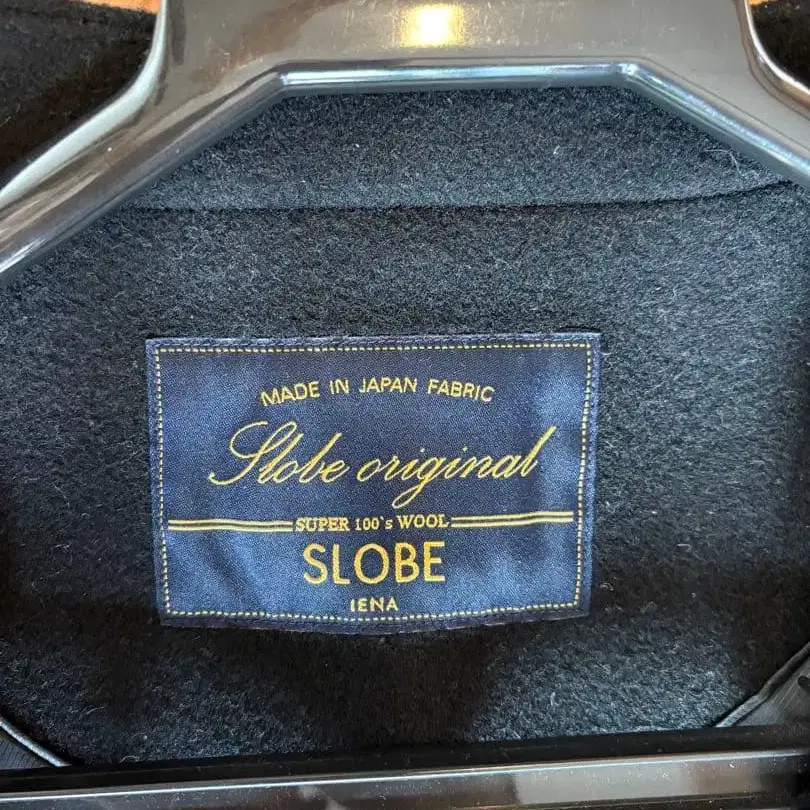 MADE IN JAPAN FABRIC
Slobe original
SUPER 100's WOOL
SLOBE
IENA